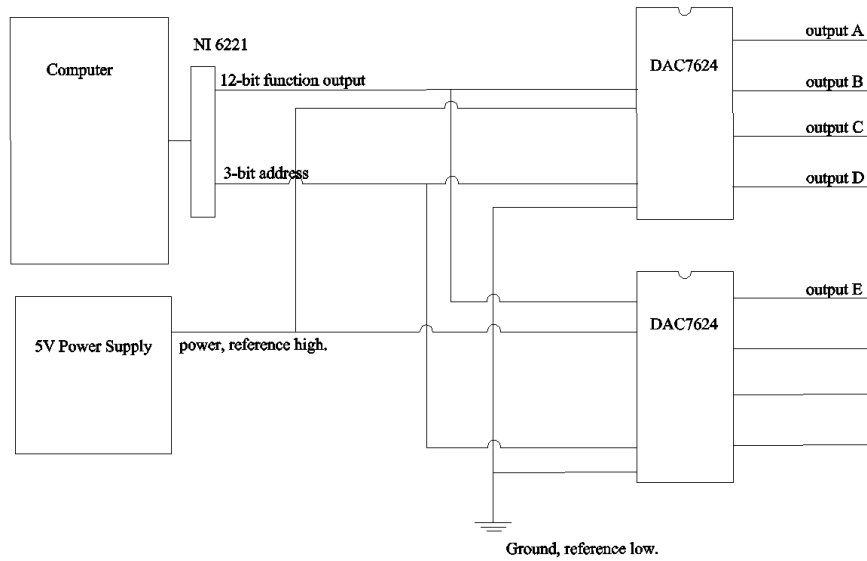 Computer
NI 6221
12-bit function output
3-bit address
DAC7624
output A
output B
output C
output D
5V Power Supply
power, reference high.
DAC7624
output E
Ground, reference low.